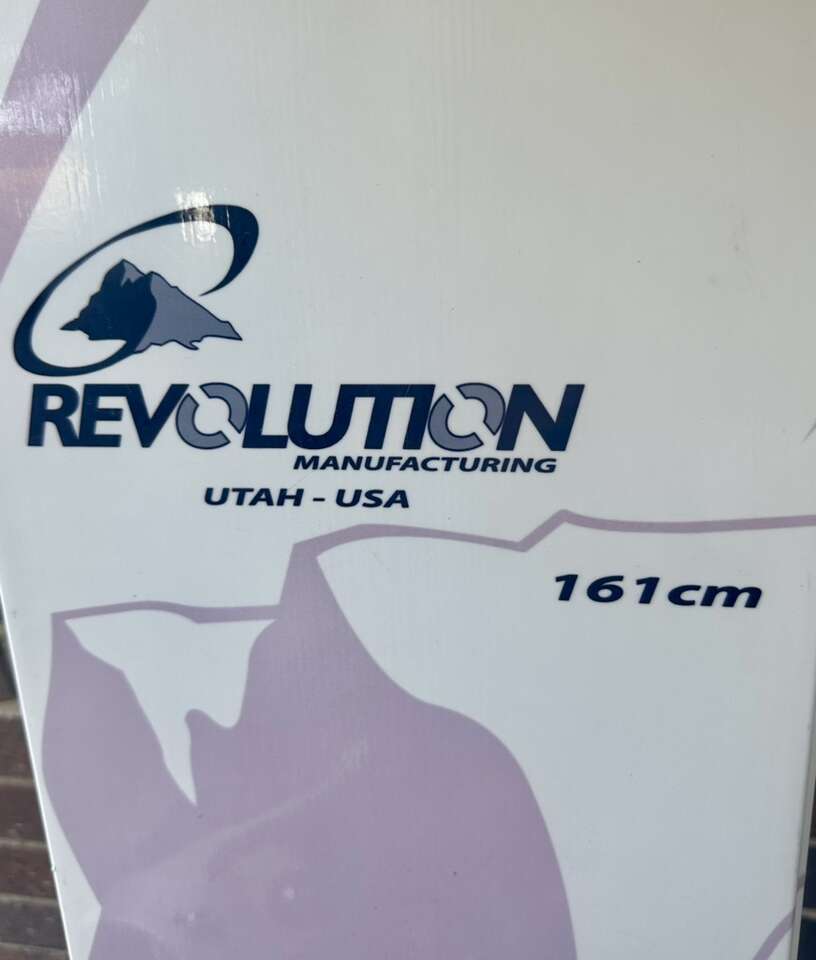 REVOLUTION
MANUFACTURING
UTAH - USA
161cm